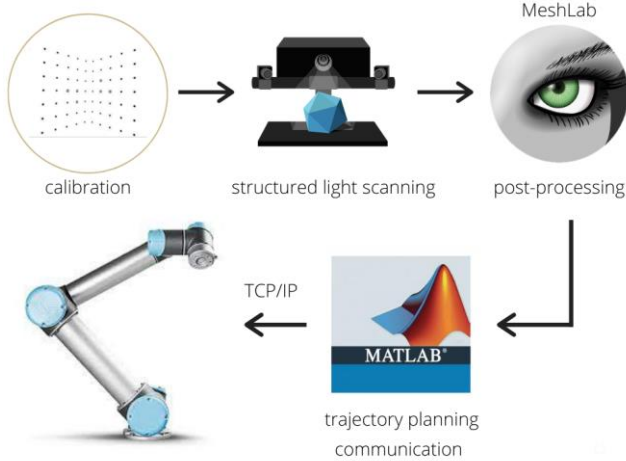 MeshLab
calibration
structured light scanning
post-processing
TCP/IP
MATLAB®
trajectory planning
communication